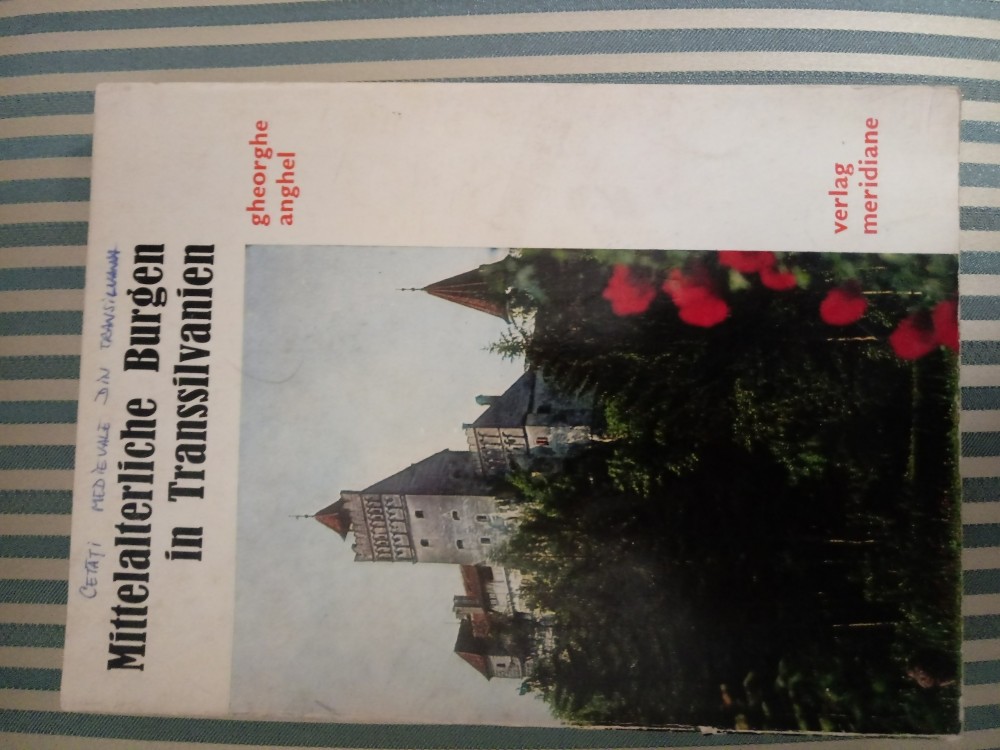 CETĂȚI MEDIEVALE DIN TRANSILVANIA
Mittelalterliche Burgen
in Transsilvanien
gheorghe
anghel
verlag
meridiane